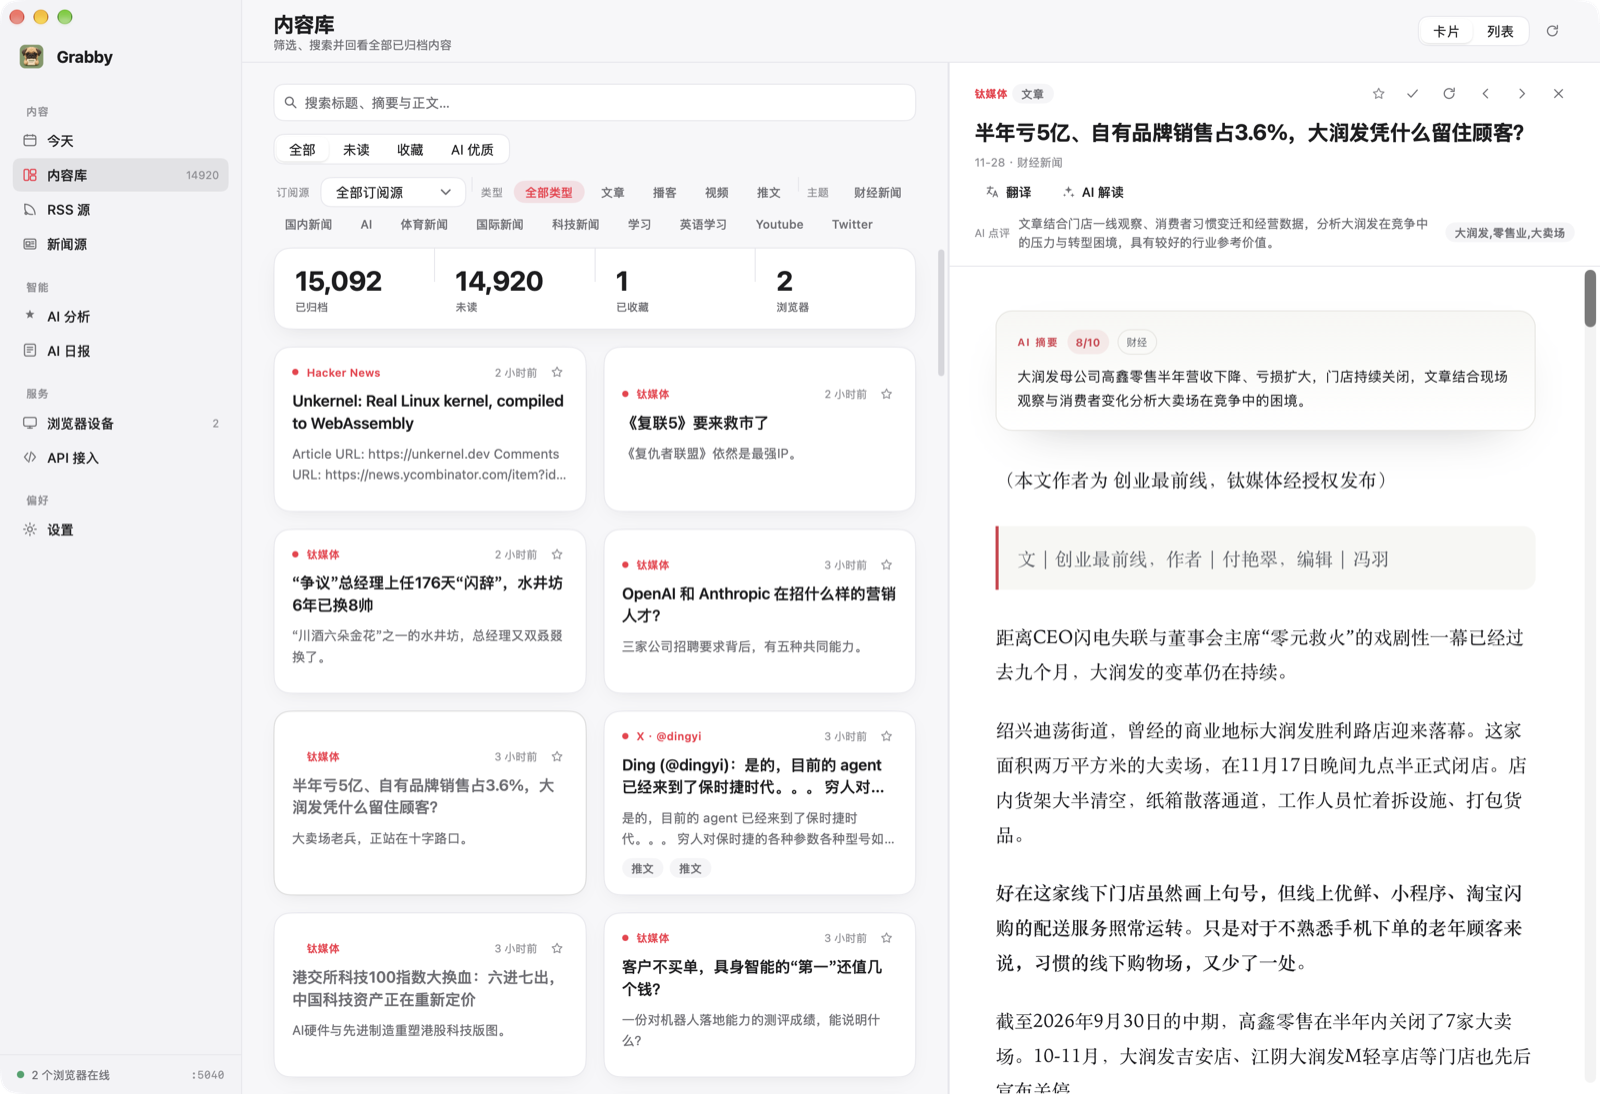 Grabby
内容
今天
内容库 14920
RSS 源
新闻源
智能
AI 分析
AI 日报
服务
浏览器设备 2
API 接入
偏好
设置
2 个浏览器在线 :5040
内容库
筛选、搜索并回看全部已归档内容
卡片 列表
搜索标题、摘要与正文...
全部 未读 收藏 AI 优质
订阅源 全部订阅源 类型 全部类型 文章 播客 视频 推文 主题 财经新闻
国内新闻 AI 体育新闻 国际新闻 科技新闻 学习 英语学习 Youtube Twitter
15,092 14,920 1 2
已归档 未读 已收藏 浏览器
Hacker News 2 小时前
Unkernel: Real Linux kernel, compiled
to WebAssembly
Article URL: https://unkernel.dev Comments
URL: https://news.ycombinator.com/item?id...
钛媒体 2 小时前
《复联5》要来救市了
《复仇者联盟》依然是最强IP。
钛媒体 2 小时前
“争议”总经理上任176天“闪辞”，水井坊
6年已换8帅
“川酒六朵金花”之一的水井坊，总经理又双叒叕
换了。
钛媒体 3 小时前
OpenAI 和 Anthropic 在招什么样的营销
人才？
三家公司招聘要求背后，有五种共同能力。
钛媒体 3 小时前
半年亏5亿、自有品牌销售占3.6%，大
润发凭什么留住顾客？
大卖场老兵，正站在十字路口。
X · @dingyi 3 小时前
Ding (@dingyi)：是的，目前的 agent
已经来到了保时捷时代。。。 穷人对...
是的，目前的 agent 已经来到了保时捷时
代。。。 穷人对保时捷的各种参数各种型号如...
推文 推文
钛媒体 3 小时前
港交所科技100指数大换血：六进七出，
中国科技资产正在重新定价
AI硬件与先进制造重塑港股科技版图。
钛媒体 3 小时前
客户不买单，具身智能的“第一”还值几
个钱？
一份对机器人落地能力的测评成绩，能说明什
么？
钛媒体 文章
半年亏5亿、自有品牌销售占3.6%，大润发凭什么留住顾客？
11-28 · 财经新闻
翻译 AI 解读
AI 点评 文章结合门店一线观察、消费者习惯变迁和经营数据，分析大润发在竞争中
的压力与转型困境，具有较好的行业参考价值。
大润发,零售业,大卖场
AI 摘要 8/10 财经
大润发母公司高鑫零售半年营收下降、亏损扩大，门店持续关闭，文章结合现场
观察与消费者变化分析大卖场在竞争中的困境。
（本文作者为 创业最前线，钛媒体经授权发布）
文 | 创业最前线，作者 | 付艳翠，编辑 | 冯羽
距离CEO闪电失联与董事会主席“零元救火”的戏剧性一幕已经过
去九个月，大润发的变革仍在持续。
绍兴迪荡街道，曾经的商业地标大润发胜利路店迎来落幕。这家
面积两万平方米的大卖场，在11月17日晚间九点半正式闭店。店
内货架大半清空，纸箱散落通道，工作人员忙着拆设施、打包货
品。
好在这家线下门店虽然画上句号，但线上优鲜、小程序、淘宝闪
购的配送服务照常运转。只是对于不熟悉手机下单的老年顾客来
说，习惯的线下购物场，又少了一处。
截至2026年9月30日的中期，高鑫零售在半年内关闭了7家大卖
场。10-11月，大润发吉安店、江阴大润发M轻享店等门店也先后
宣布关停